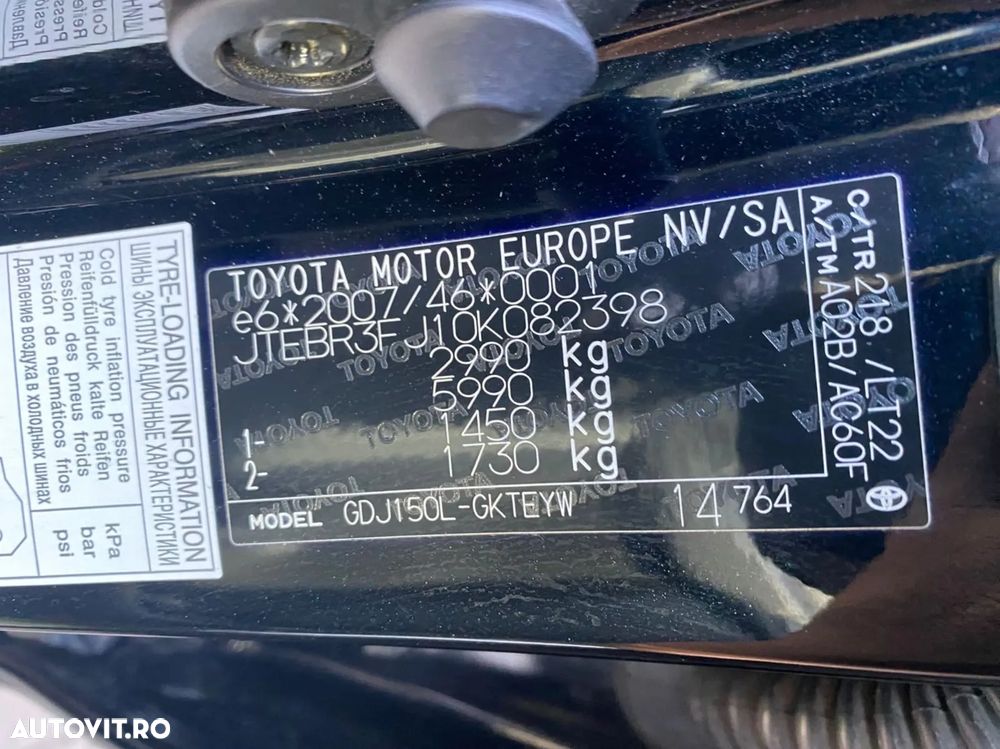 TOYOTA MOTOR EUROPE NV/SA
e6*2007/46*0001
JTEBR3FJ10K082398
2990 kg
5990 kg
1- 1450 kg
2- 1730 kg
MODEL GDJ150L-GKTEYW 14 764
C/TR 218 /LT22
A/TM A02B/AC60F
TYRE-LOADING INFORMATION
ШИНЫ ЭКСПЛУАТАЦИОННЫЕ ХАРАКТЕРИСТИКИ
Cold tyre inflation pressure
Reifenfülldruck kalte Reifen
Pression des pneus froids
Presión de neumáticos frios
Давление воздуха в холодных шинах
kPa
bar
psi
AUTOVIT.RO